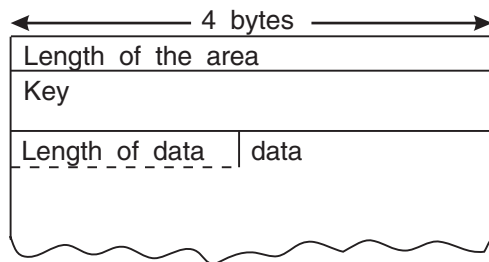 4 bytes
Length of the area
Key
Length of data data